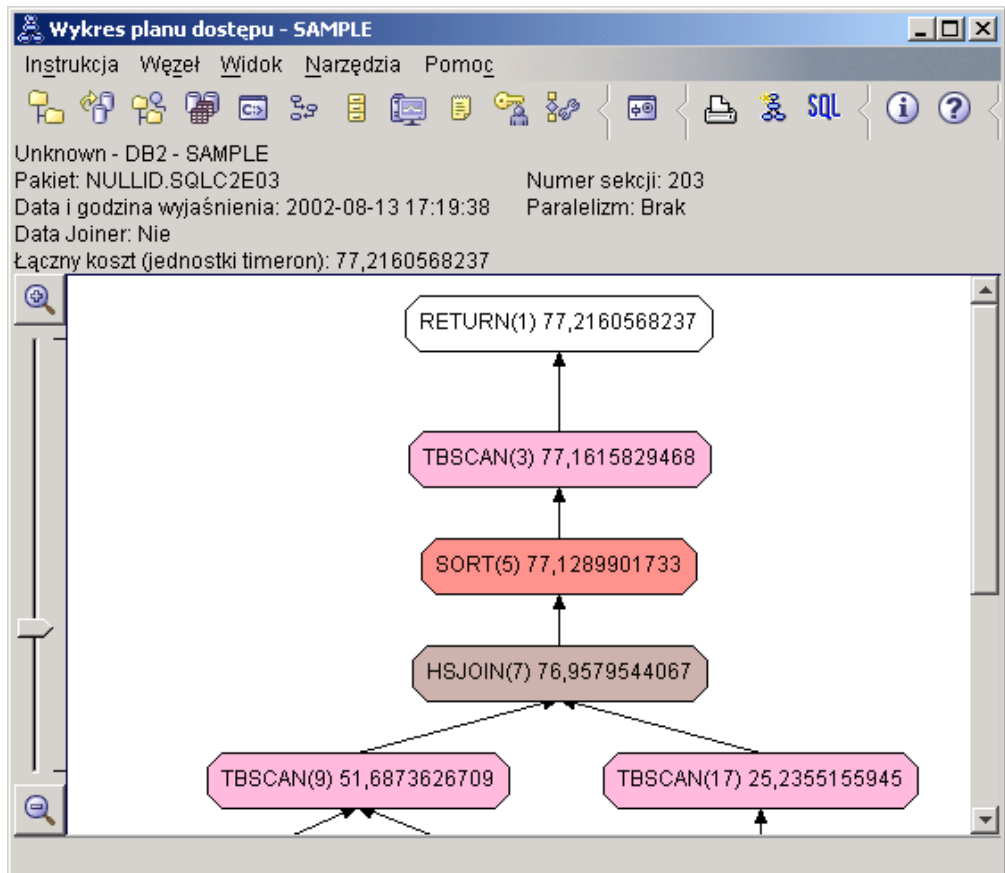 Wykres planu dostępu - SAMPLE
Instrukcja Węzeł Widok Narzędzia Pomoc
C:> SQL i ?
Unknown - DB2 - SAMPLE
Pakiet: NULLID.SQLC2E03 Numer sekcji: 203
Data i godzina wyjaśnienia: 2002-08-13 17:19:38 Paralelizm: Brak
Data Joiner: Nie
Łączny koszt (jednostki timeron): 77,2160568237
RETURN(1) 77,2160568237
TBSCAN(3) 77,1615829468
SORT(5) 77,1289901733
HSJOIN(7) 76,9579544067
TBSCAN(9) 51,6873626709 TBSCAN(17) 25,2355155945